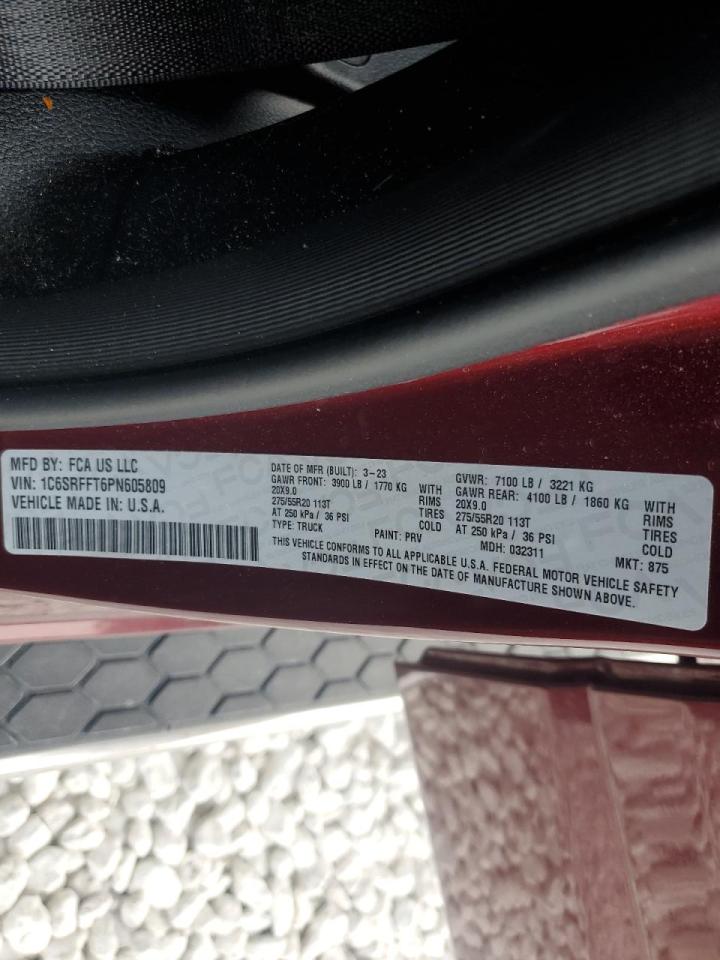 MFD BY: FCA US LLC
VIN: 1C6SRFFT6PN605809
VEHICLE MADE IN: U.S.A.
DATE OF MFR (BUILT): 3-23
GAWR FRONT: 3900 LB / 1770 KG WITH
20X9.0 RIMS
275/55R20 113T TIRES
AT 250 kPa / 36 PSI COLD
TYPE: TRUCK PAINT: PRV
GVWR: 7100 LB / 3221 KG
GAWR REAR: 4100 LB / 1860 KG WITH
20X9.0 RIMS
275/55R20 113T TIRES
AT 250 kPa / 36 PSI COLD
MDH: 032311 MKT: 875
THIS VEHICLE CONFORMS TO ALL APPLICABLE U.S.A. FEDERAL MOTOR VEHICLE SAFETY
STANDARDS IN EFFECT ON THE DATE OF MANUFACTURE SHOWN ABOVE.